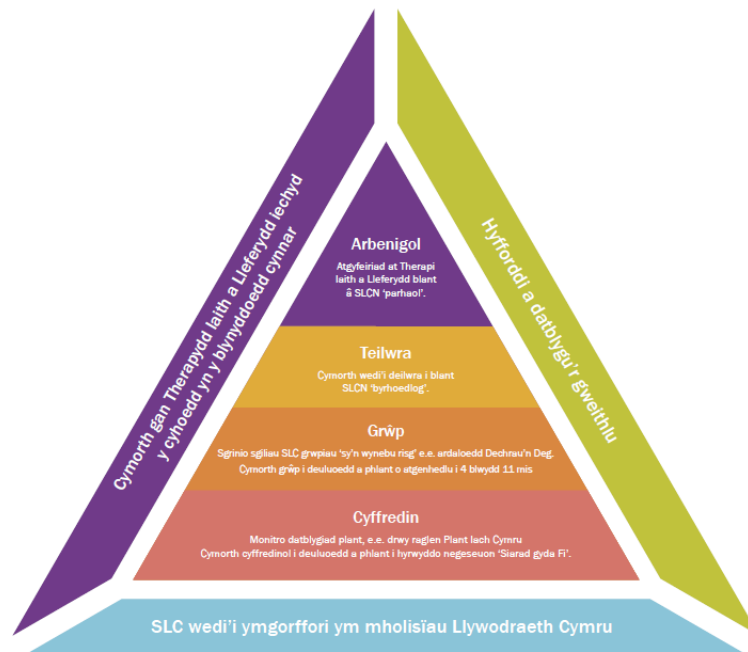 Cymorth gan Therapydd Iaith a Lleferydd Iechyd
y cyhoedd yn y blynyddoedd cynnar
Hyfforddi a datblygu'r gweithlu
Arbenigol
Atgyfeiriad at Therapi
Iaith a Lleferydd blant
â SLCN 'parhaol'.
Teilwra
Cymorth wedi'i deilwra i blant
SLCN 'byrhoedlog'.
Grŵp
Sgrinio sgiliau SLC grwpiau 'sy'n wynebu risg' e.e. ardaloedd Dechrau'n Deg.
Cymorth grŵp i deuluoedd a phlant o atgenhedlu i 4 blwydd 11 mis
Cyffredin
Monitro datblygiad plant, e.e. drwy raglen Plant Iach Cymru
Cymorth cyffredinol i deuluoedd a phlant i hyrwyddo negeseuon 'Siarad gyda Fi'.
SLC wedi'i ymgorffori ym mholisïau Llywodraeth Cymru